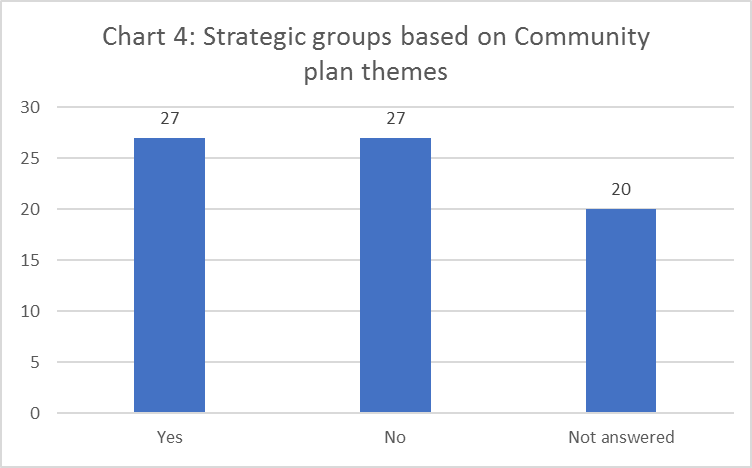 Chart 4: Strategic groups based on Community
plan themes
30
25
20
15
10
5
0
27
27
20
Yes
No
Not answered